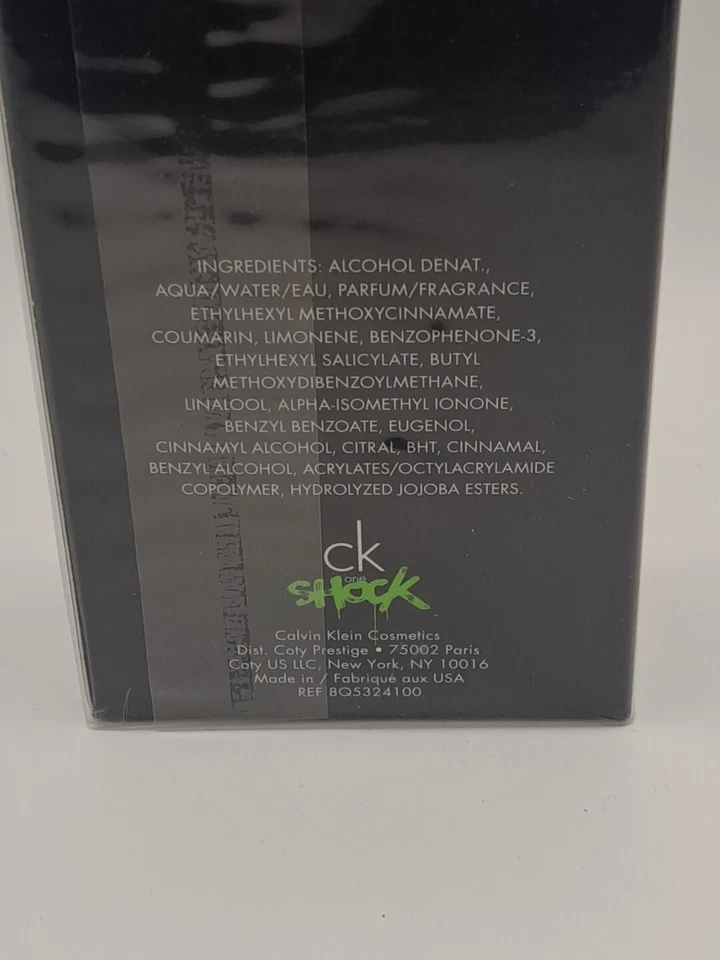 INGREDIENTS: ALCOHOL DENAT.,
AQUA/WATER/EAU, PARFUM/FRAGRANCE,
ETHYLHEXYL METHOXYCINNAMATE,
COUMARIN, LIMONENE, BENZOPHENONE-3,
ETHYLHEXYL SALICYLATE, BUTYL
METHOXYDIBENZOYLMETHANE,
LINALOOL, ALPHA-ISOMETHYL IONONE,
BENZYL BENZOATE, EUGENOL,
CINNAMYL ALCOHOL, CITRAL, BHT, CINNAMAL,
BENZYL ALCOHOL, ACRYLATES/OCTYLACRYLAMIDE
COPOLYMER, HYDROLYZED JOJOBA ESTERS.
ck
one
SHOCK
Calvin Klein Cosmetics
Dist. Coty Prestige • 75002 Paris
Coty US LLC, New York, NY 10016
Made in / Fabriqué aux USA
REF 8Q5324100